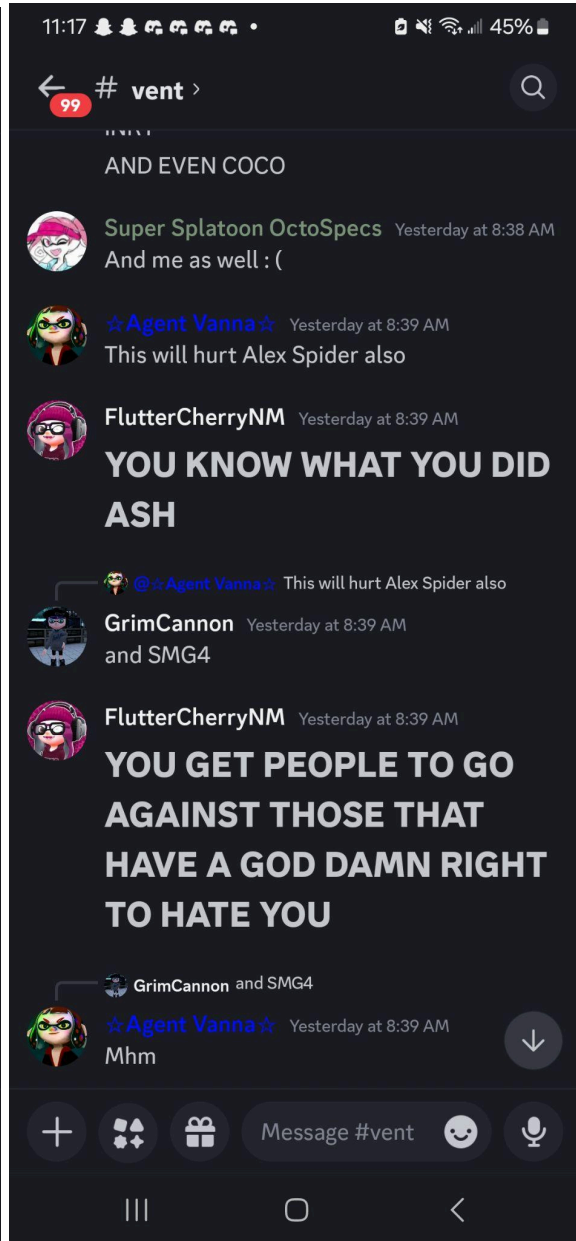 11:17
45%
99
# vent
AND EVEN COCO
Super Splatoon OctoSpecs Yesterday at 8:38 AM
And me as well : (
☆Agent Vanna☆ Yesterday at 8:39 AM
This will hurt Alex Spider also
FlutterCherryNM Yesterday at 8:39 AM
YOU KNOW WHAT YOU DID
ASH
@☆Agent Vanna☆ This will hurt Alex Spider also
GrimCannon Yesterday at 8:39 AM
and SMG4
FlutterCherryNM Yesterday at 8:39 AM
YOU GET PEOPLE TO GO
AGAINST THOSE THAT
HAVE A GOD DAMN RIGHT
TO HATE YOU
GrimCannon and SMG4
☆Agent Vanna☆ Yesterday at 8:39 AM
Mhm
Message #vent